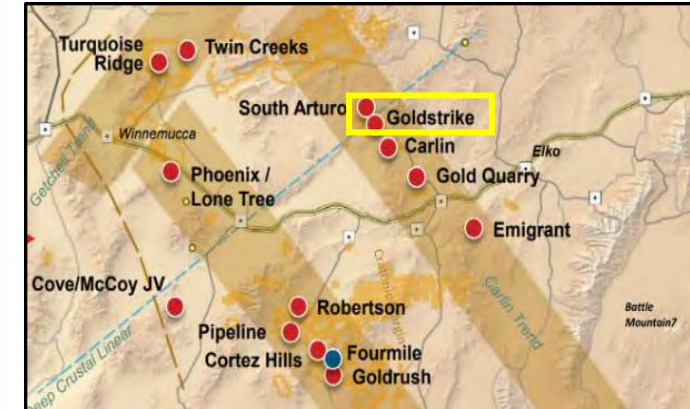 Turquoise
Ridge
Twin Creeks
South Arturo
Goldstrike
Winnemucca
Carlin
Elko
Getchell Trend
Phoenix /
Lone Tree
Gold Quarry
Emigrant
Cove/McCoy JV
Robertson
Carlin Trend
Battle
Mountain7
Pipeline
Cortez Hills
Fourmile
Goldrush
Deep Crustal Linear